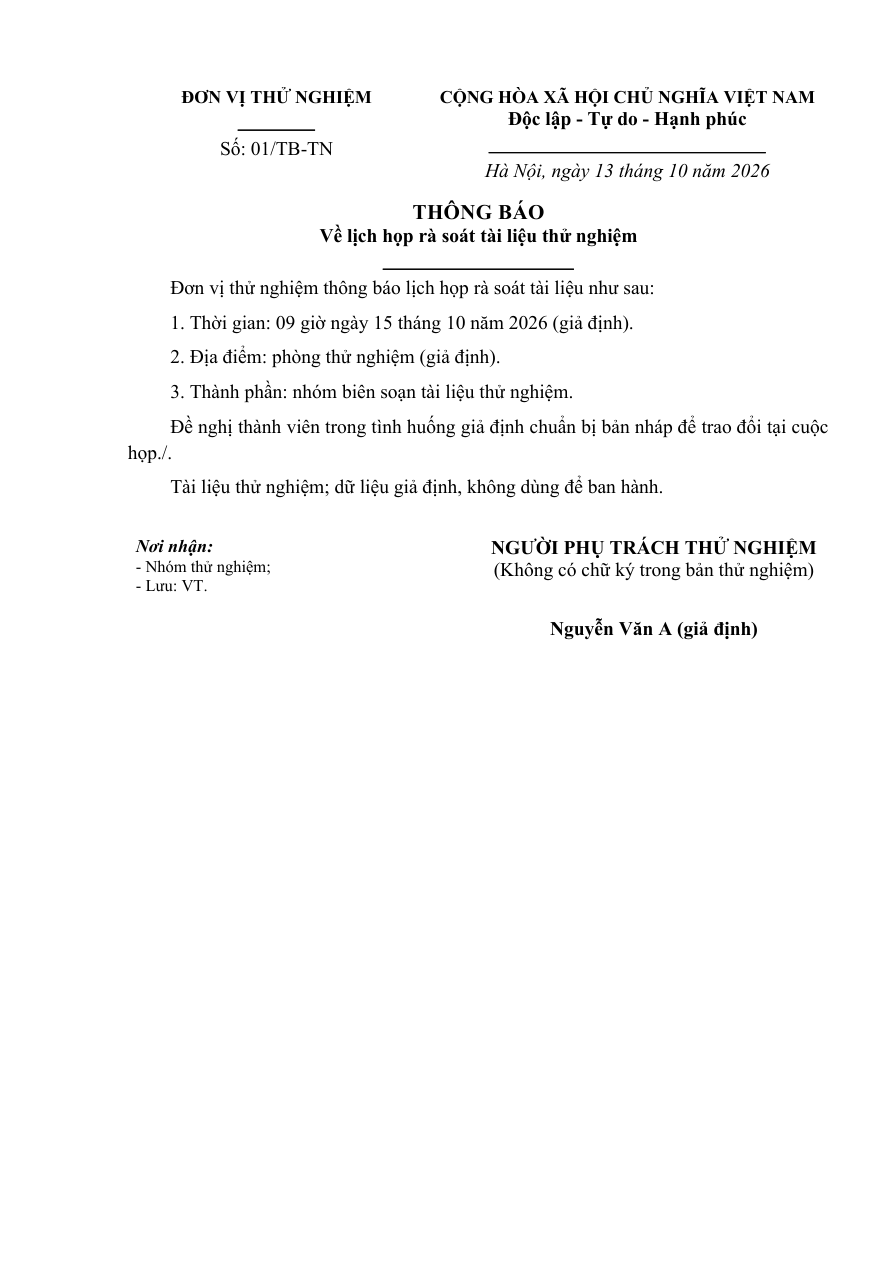 ĐƠN VỊ THỬ NGHIỆM
Số: 01/TB-TN
CỘNG HÒA XÃ HỘI CHỦ NGHĨA VIỆT NAM
Độc lập - Tự do - Hạnh phúc
Hà Nội, ngày 13 tháng 10 năm 2026
THÔNG BÁO
Về lịch họp rà soát tài liệu thử nghiệm
Đơn vị thử nghiệm thông báo lịch họp rà soát tài liệu như sau:
1. Thời gian: 09 giờ ngày 15 tháng 10 năm 2026 (giả định).
2. Địa điểm: phòng thử nghiệm (giả định).
3. Thành phần: nhóm biên soạn tài liệu thử nghiệm.
Đề nghị thành viên trong tình huống giả định chuẩn bị bản nháp để trao đổi tại cuộc
họp./.
Tài liệu thử nghiệm; dữ liệu giả định, không dùng để ban hành.
Nơi nhận:
- Nhóm thử nghiệm;
- Lưu: VT.
NGƯỜI PHỤ TRÁCH THỬ NGHIỆM
(Không có chữ ký trong bản thử nghiệm)
Nguyễn Văn A (giả định)